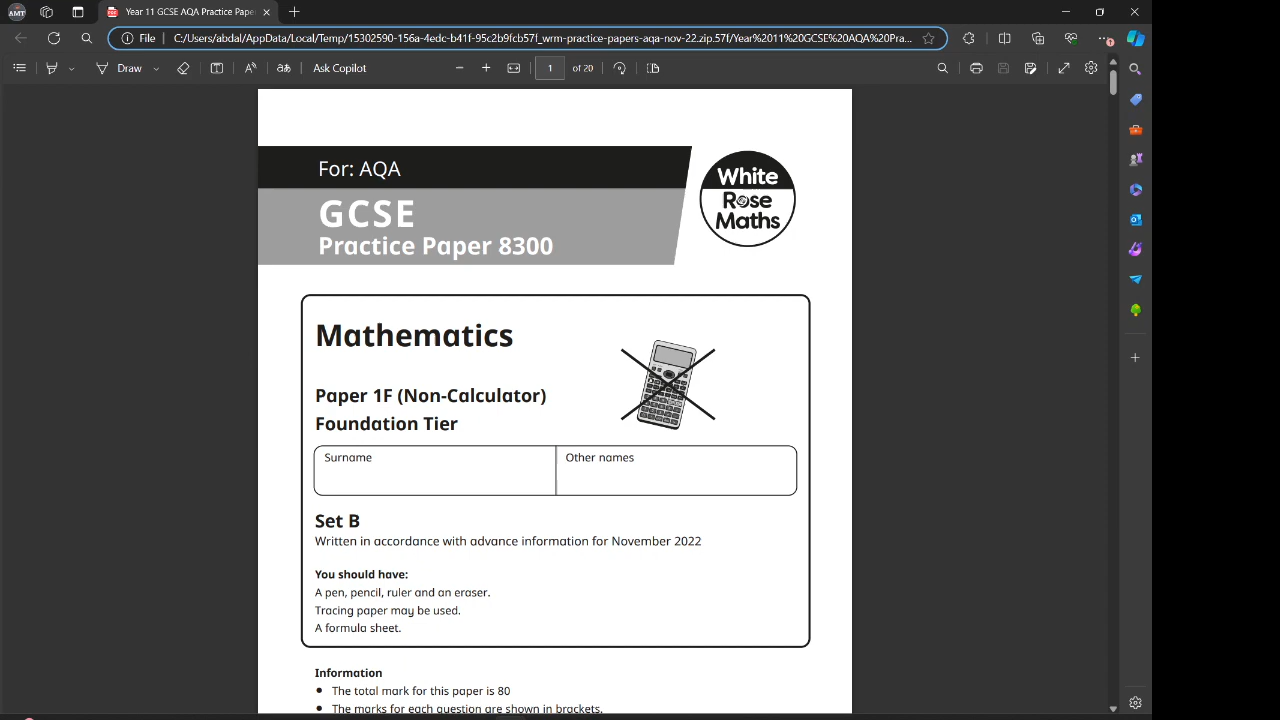 AMT
Year 11 GCSE AQA Practice Pape
File
C:/Users/abdal/AppData/Local/Temp/15302590-156a-4edc-b41f-95c2b9fcb57f_wrm-practice-papers-aqa-nov-22.zip.57f/Year%2011%20GCSE%20AQA%20Pra...
Draw
Ask Copilot
1
of 20
For: AQA
GCSE
Practice Paper 8300
White
Rose
Maths
Mathematics
Paper 1F (Non-Calculator)
Foundation Tier
Surname
Other names
Set B
Written in accordance with advance information for November 2022
You should have:
A pen, pencil, ruler and an eraser.
Tracing paper may be used.
A formula sheet.
Information
• The total mark for this paper is 80
• The marks for each question are shown in brackets.